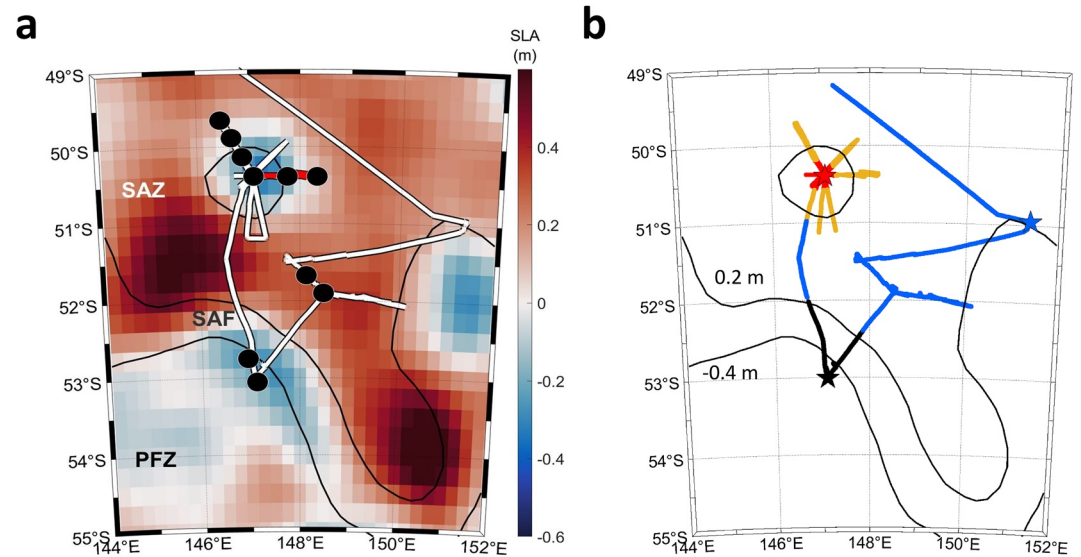 a
SLA
(m)
49°S
50°S
51°S
52°S
53°S
54°S
55°S
144°E
146°E
148°E
150°E
152°E
SAZ
SAF
PFZ
0.4
0.2
0
-0.2
-0.4
-0.6
b
49°S
50°S
51°S
52°S
53°S
54°S
55°S
144°E
146°E
148°E
150°E
152°E
0.2 m
-0.4 m